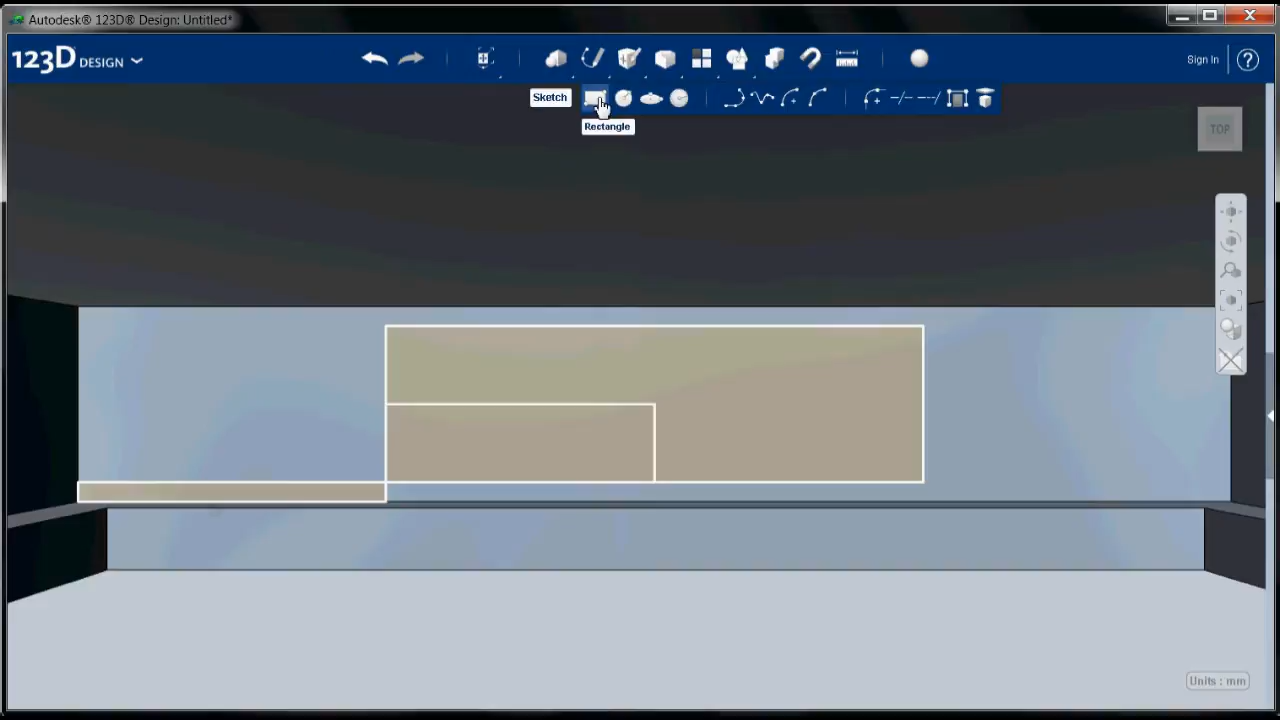 Autodesk® 123D® Design: Untitled*
123D DESIGN
Sign In
?
Sketch
Rectangle
TOP
Units : mm